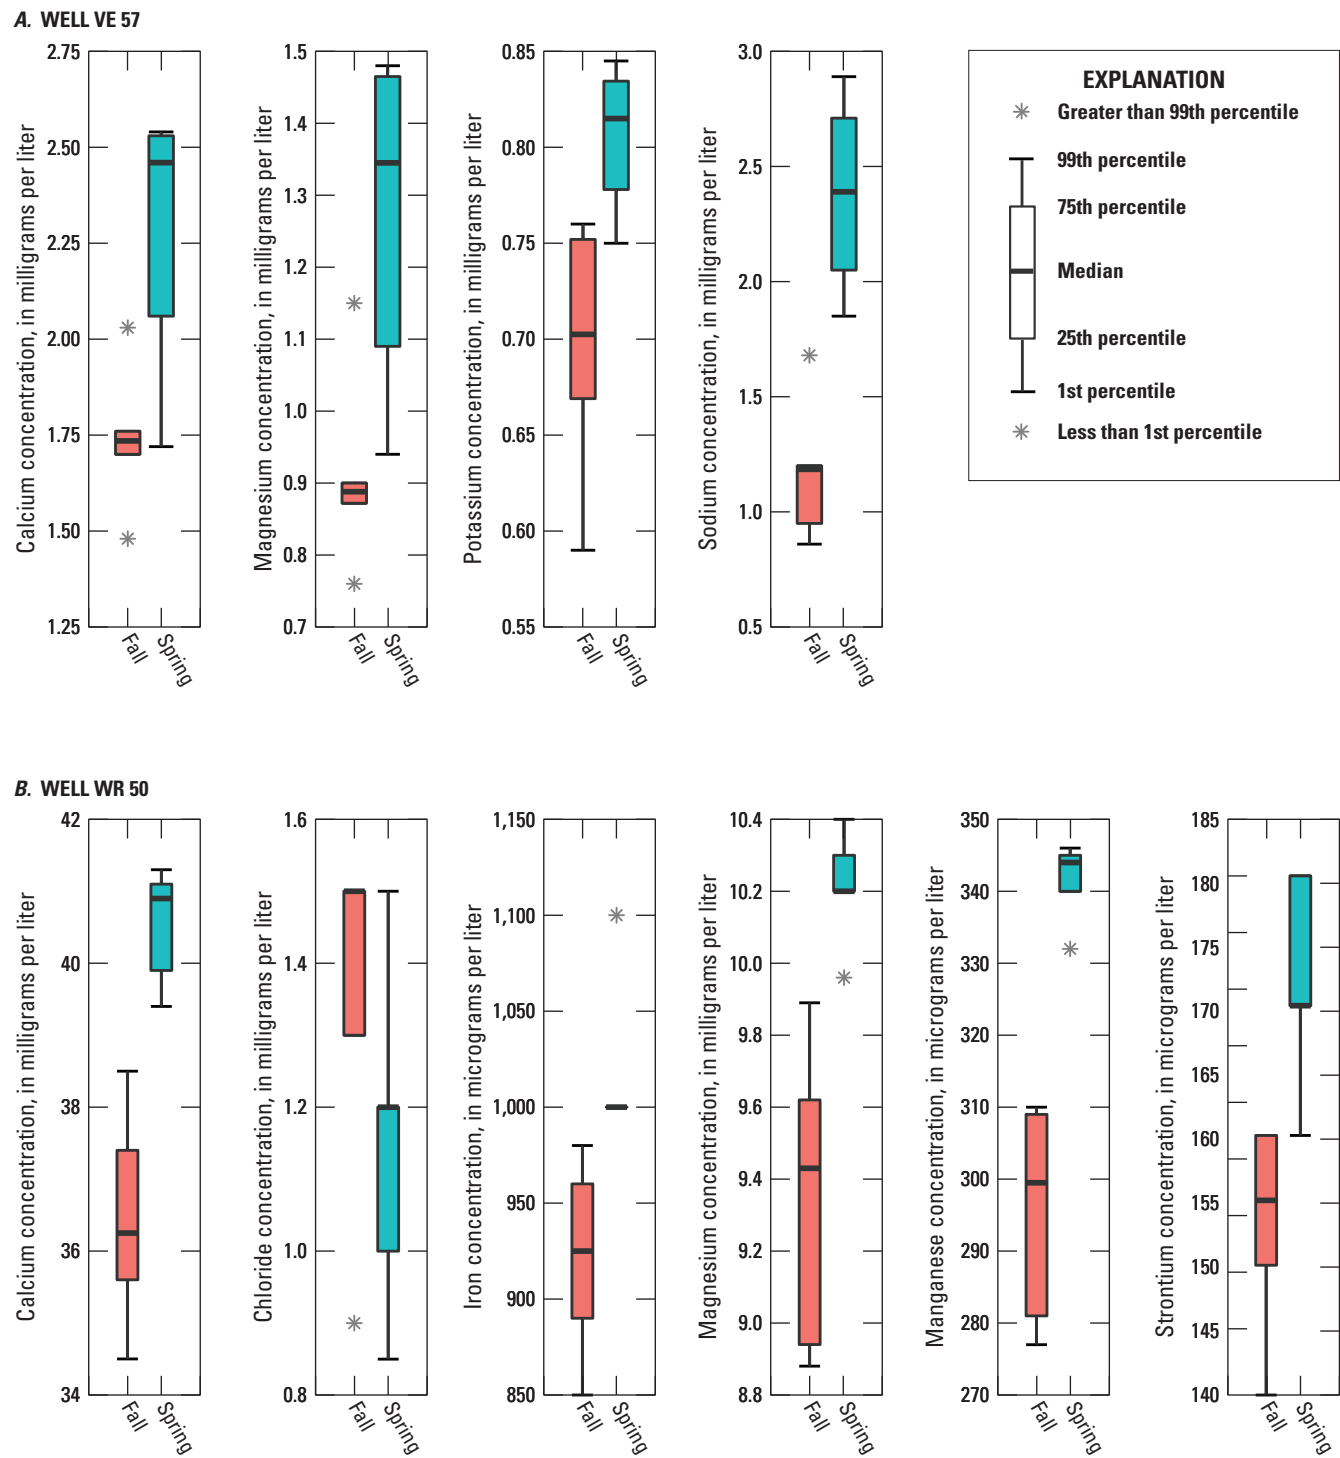 A. WELL VE 57
Calcium concentration, in milligrams per liter
2.75
2.50
2.25
2.00
1.75
1.50
1.25
Fall
Spring
Magnesium concentration, in milligrams per liter
1.5
1.4
1.3
1.2
1.1
1.0
0.9
0.8
0.7
Fall
Spring
Potassium concentration, in milligrams per liter
0.85
0.80
0.75
0.70
0.65
0.60
0.55
Fall
Spring
Sodium concentration, in milligrams per liter
3.0
2.5
2.0
1.5
1.0
0.5
Fall
Spring
EXPLANATION
Greater than 99th percentile
99th percentile
75th percentile
Median
25th percentile
1st percentile
Less than 1st percentile
B. WELL WR 50
Calcium concentration, in milligrams per liter
42
40
38
36
34
Fall
Spring
Chloride concentration, in milligrams per liter
1.6
1.4
1.2
1.0
0.8
Fall
Spring
Iron concentration, in micrograms per liter
1,150
1,100
1,050
1,000
950
900
850
Fall
Spring
Magnesium concentration, in milligrams per liter
10.4
10.2
10.0
9.8
9.6
9.4
9.2
9.0
8.8
Fall
Spring
Manganese concentration, in micrograms per liter
350
340
330
320
310
300
290
280
270
Fall
Spring
Strontium concentration, in micrograms per liter
185
180
175
170
165
160
155
150
145
140
Fall
Spring